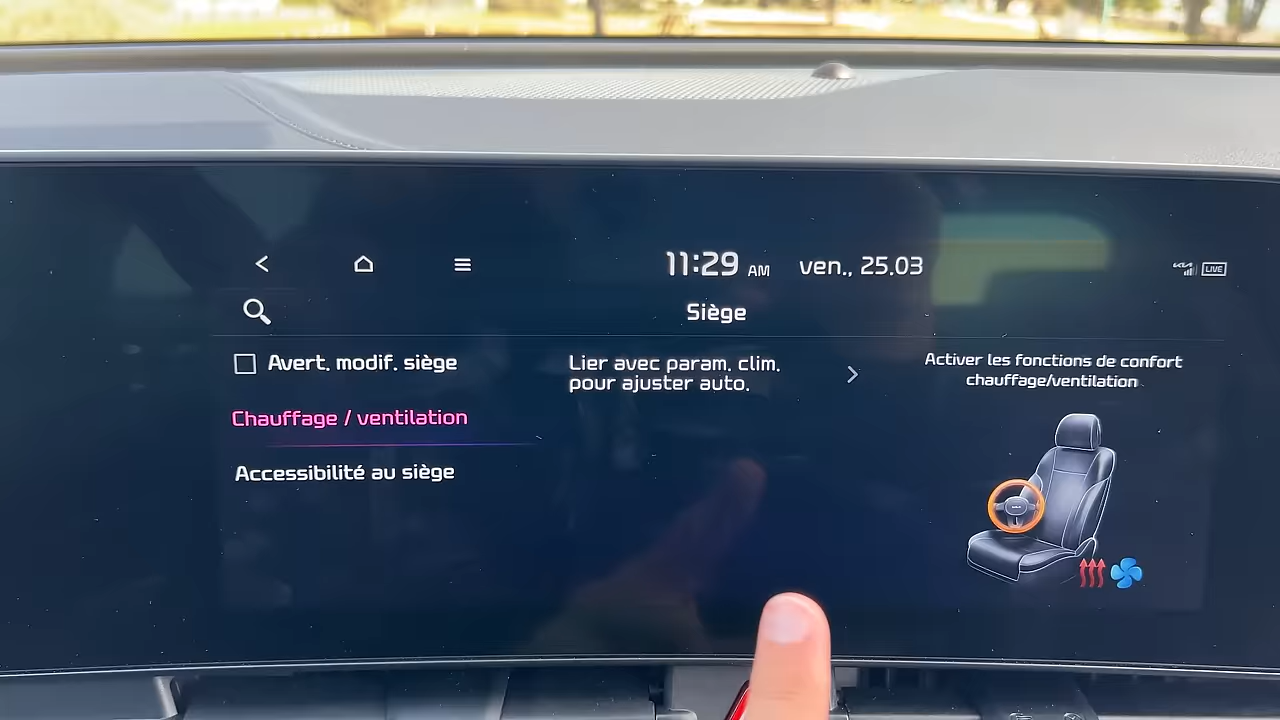 11:29 AM ven., 25.03
LIVE
Siège
Avert. modif. siège
Chauffage / ventilation
Accessibilité au siège
Lier avec param. clim.
pour ajuster auto.
Activer les fonctions de confort
chauffage/ventilation